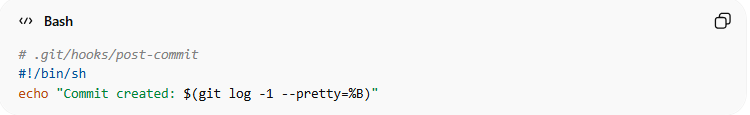 Bash
# .git/hooks/post-commit
#!/bin/sh
echo "Commit created: $(git log -1 --pretty=%B)"